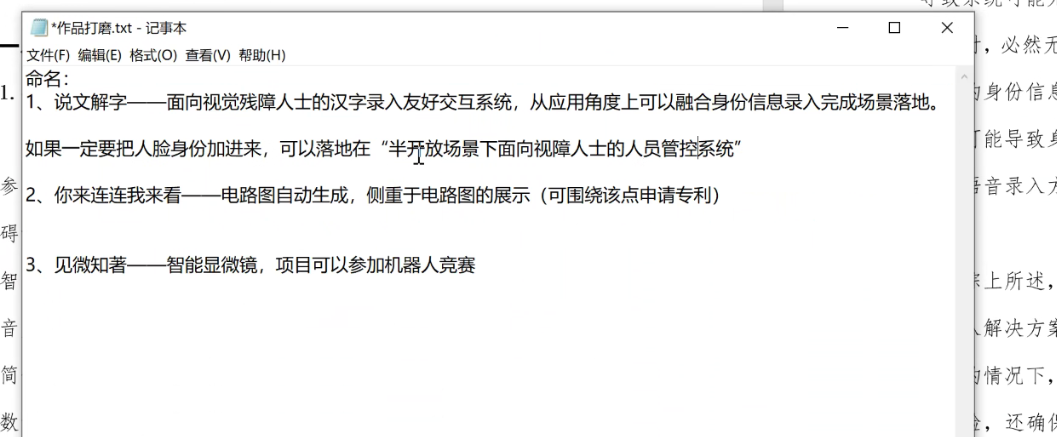 导致系统可能无
*作品打磨.txt - 记事本
文件(F) 编辑(E) 格式(O) 查看(V) 帮助(H)
命名：
1、说文解字——面向视觉残障人士的汉字录入友好交互系统，从应用角度上可以融合身份信息录入完成场景落地。
如果一定要把人脸身份加进来，可以落地在“半开放场景下面向视障人士的人员管控系统”
2、你来连连我来看——电路图自动生成，侧重于电路图的展示（可围绕该点申请专利）
3、见微知著——智能显微镜，项目可以参加机器人竞赛
1.
参
碍
智
音
简
数
，必然无
身份信息
可能导致身
语音录入方
综上所述，
解决方案
的情况下，
，还确保